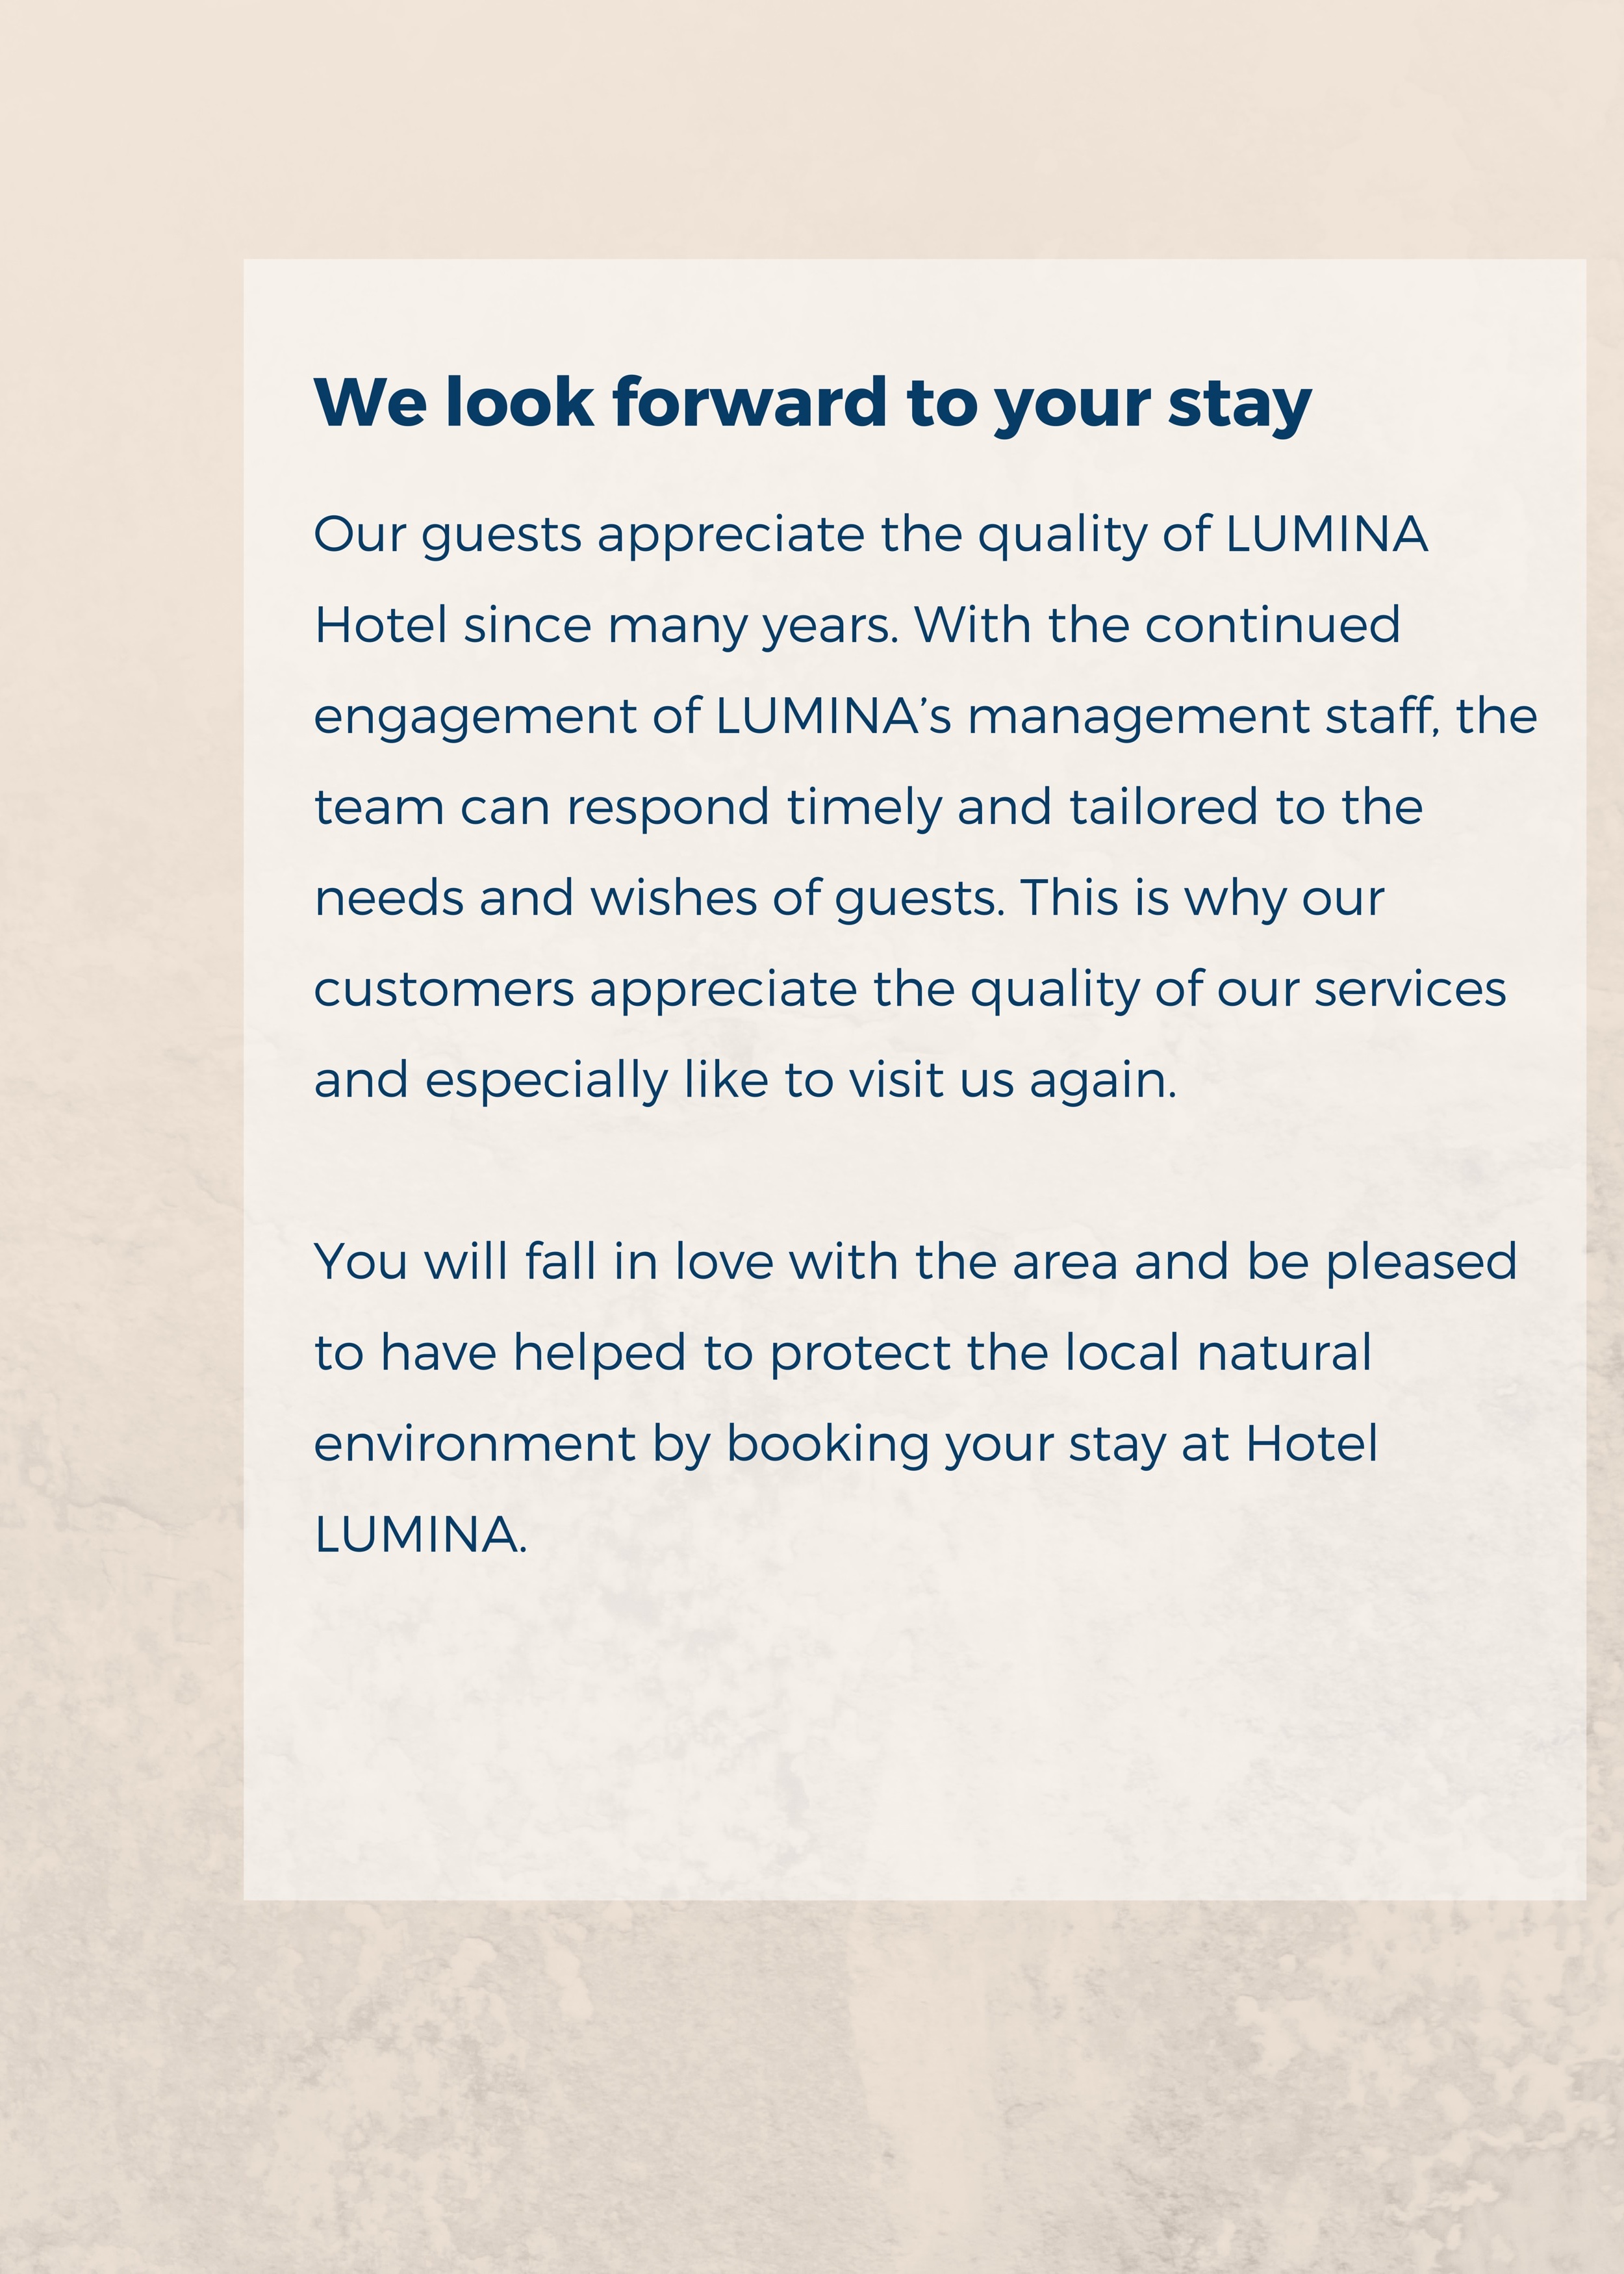 We look forward to your stay
Our guests appreciate the quality of LUMINA
Hotel since many years. With the continued
engagement of LUMINA’s management staff, the
team can respond timely and tailored to the
needs and wishes of guests. This is why our
customers appreciate the quality of our services
and especially like to visit us again.
You will fall in love with the area and be pleased
to have helped to protect the local natural
environment by booking your stay at Hotel
LUMINA.